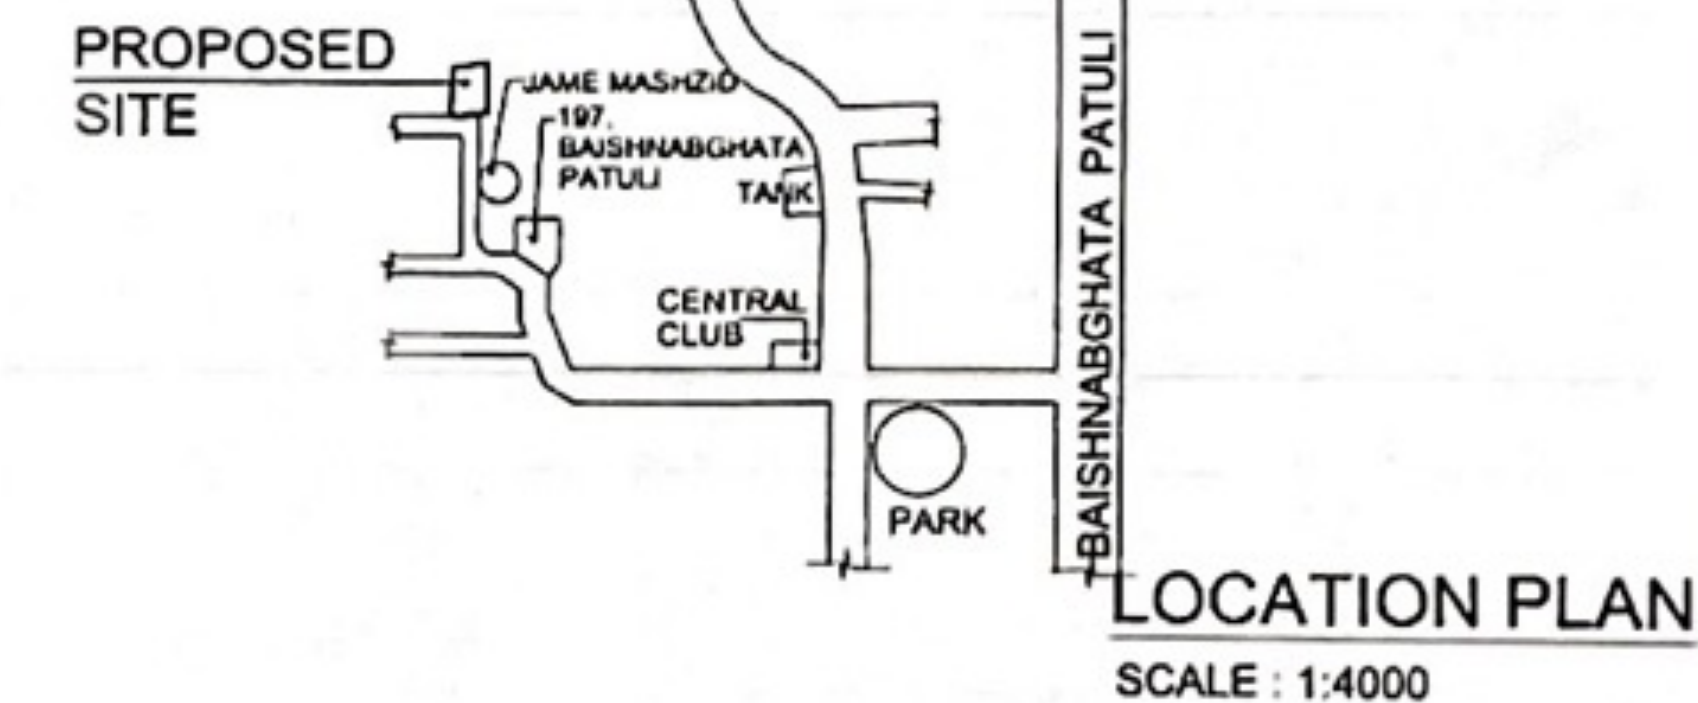 PROPOSED
SITE
JAME MASHZID
197,
BAISHNABGHATA
PATULI
TANK
CENTRAL
CLUB
PARK
BAISHNABGHATA PATULI
LOCATION PLAN
SCALE : 1:4000